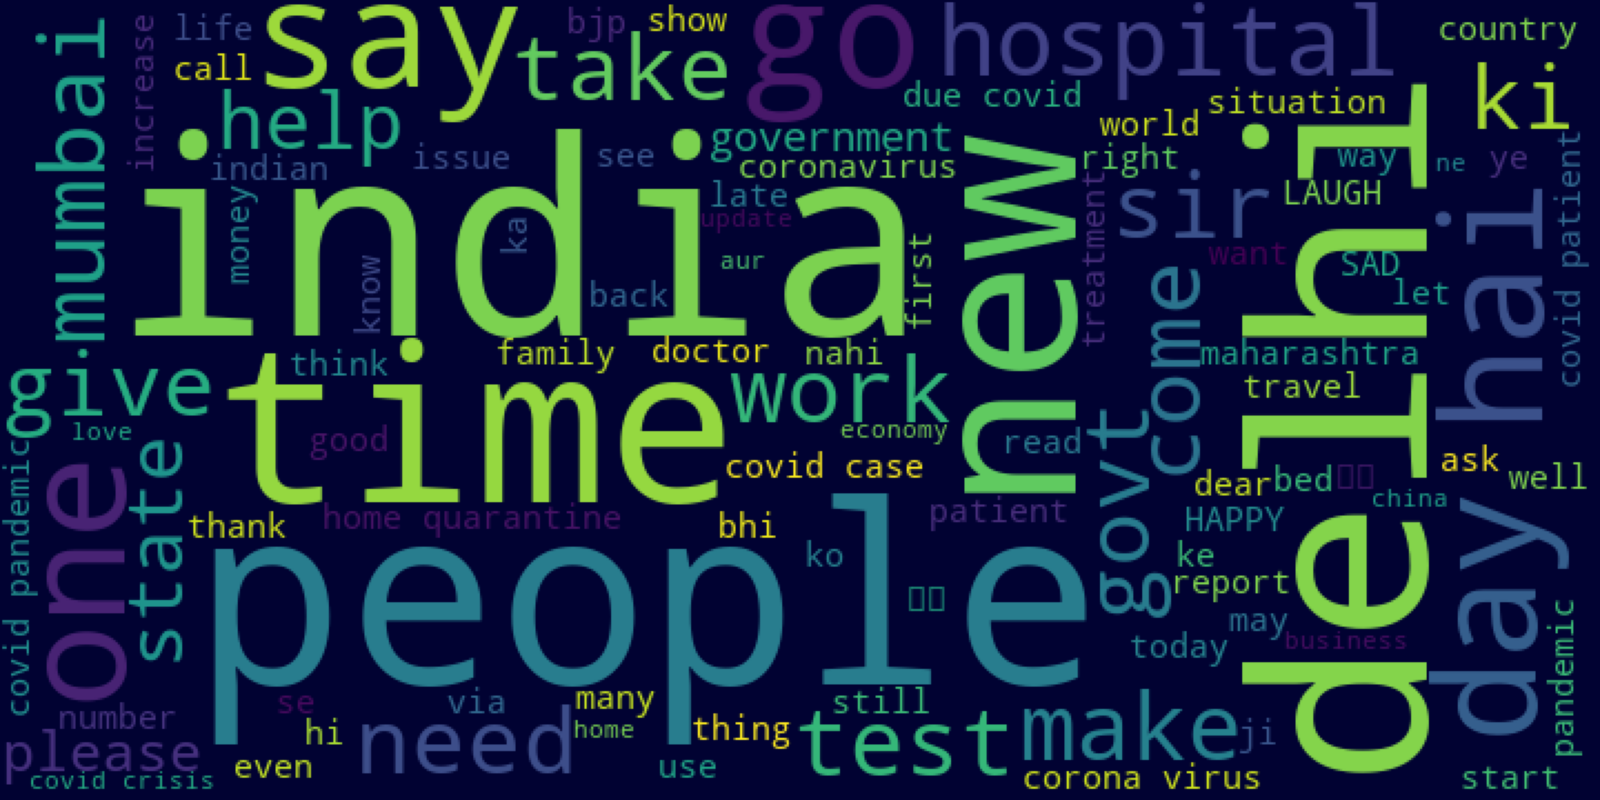 mumbai
increase
life
call
say
take
bjp
show
go
hospital
country
ki
help
due covid
situation
world
right
government
coronavirus
indian
issue
see
late
update
way
ne
ye
LAUGH
sir
want
SAD
let
hai
covid patient
money
know
ka
india
aur
back
first
new
treatment
come
delhi
maharashtra
travel
give
love
think
family
doctor
nahi
time
work
economy
good
covid case
read
govt
dear
bed
ask
well
china
covid pandemic
one
state
thank
home quarantine
bhi
patient
HAPPY
ke
report
people
ko
may
today
business
day
pandemic
number
please
covid crisis
se
hi
even
via
need
many
home
use
thing
still
test
make
ji
corona virus
start